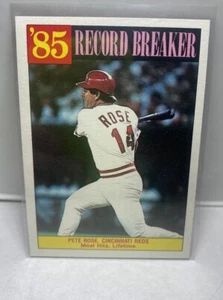 '85 RECORD BREAKER
ROSE
14
PETE ROSE, CINCINNATI REDS
Most Hits, Lifetime